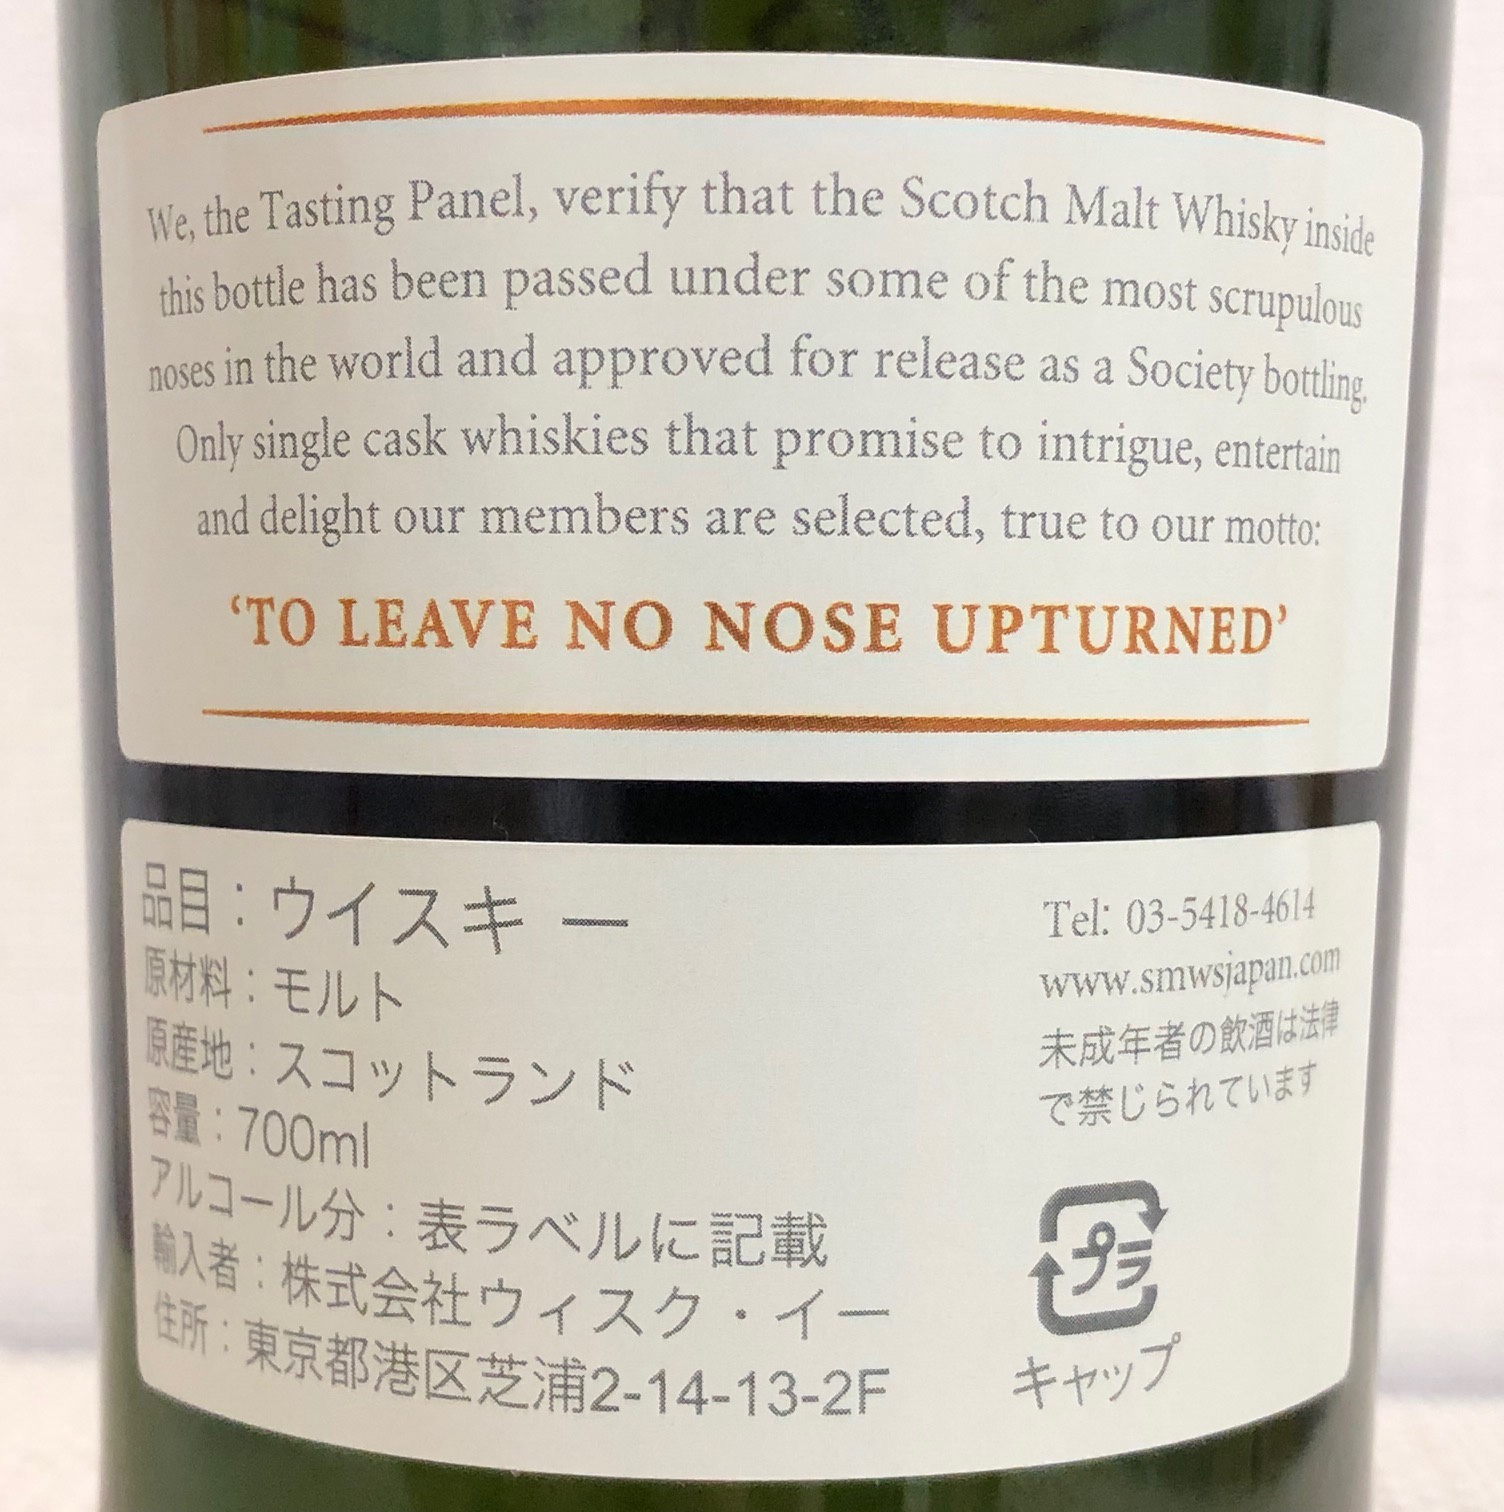 We, the Tasting Panel, verify that the Scotch Malt Whisky inside
this bottle has been passed under some of the most scrupulous
noses in the world and approved for release as a Society bottling.
Only single cask whiskies that promise to intrigue, entertain
and delight our members are selected, true to our motto:
‘TO LEAVE NO NOSE UPTURNED’
品目：ウイスキー
原材料：モルト
原産地：スコットランド
容量：700ml
アルコール分：表ラベルに記載
輸入者：株式会社ウィスク・イー
住所：東京都港区芝浦2-14-13-2F
Tel: 03-5418-4614
www.smwsjapan.com
未成年者の飲酒は法律
で禁じられています
プラ
キャップ